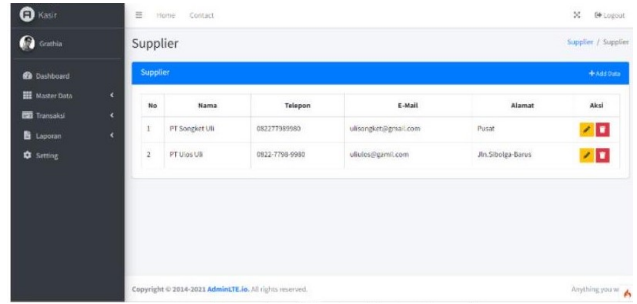 Kasir
Home Contact
Logout
Grathia
Supplier
Supplier / Supplier
Dashboard
Master Data
Transaksi
Laporan
Setting
Supplier
+ Add Data
No Nama Telepon E-Mail Alamat Aksi
1 PT Songket Uli 082277989980 ulisongket@gmail.com Pusat
2 PT Ulos Uli 0822-7798-9980 uliulos@gamil.com Jln.Sibolga-Barus
Copyright © 2014-2021 AdminLTE.io. All rights reserved.
Anything you w